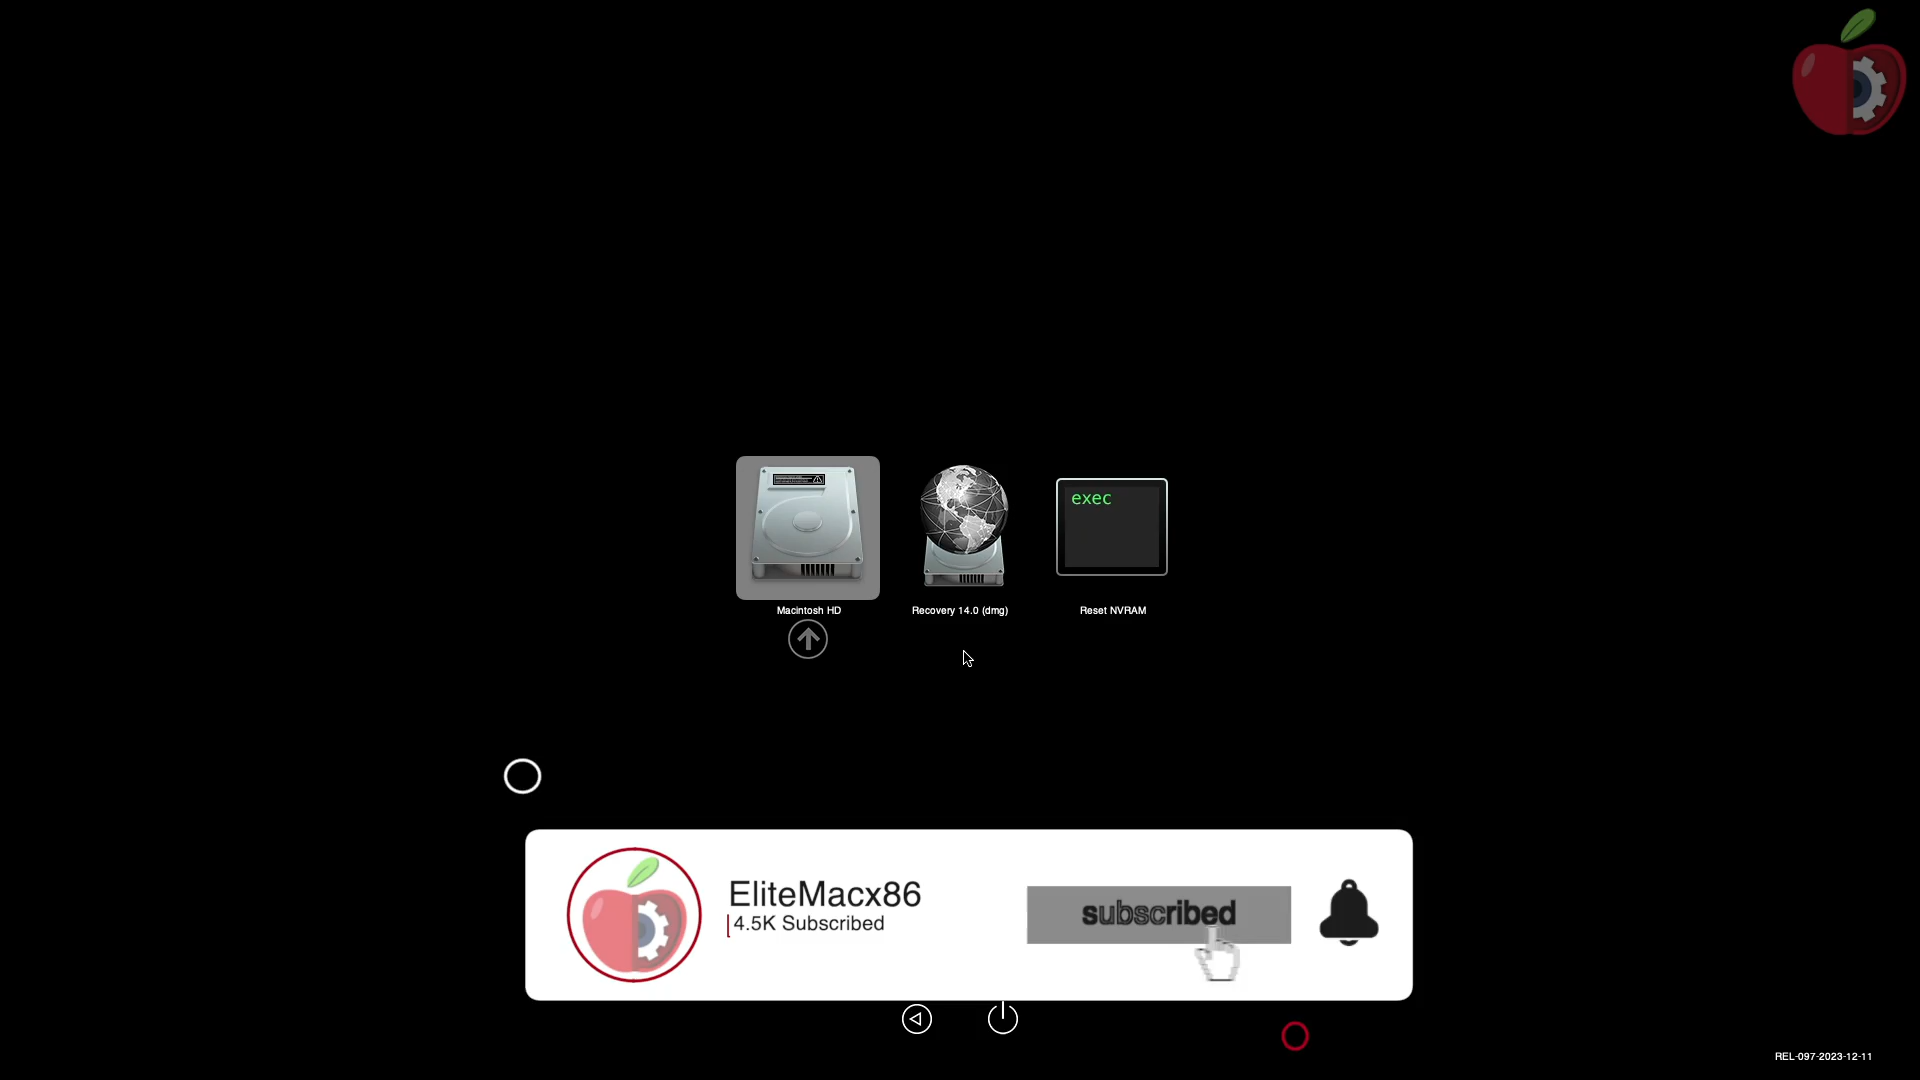 exec
Macintosh HD
Recovery 14.0 (dmg)
Reset NVRAM
EliteMacx86
4.5K Subscribed
subscribed
REL-097-2023-12-11